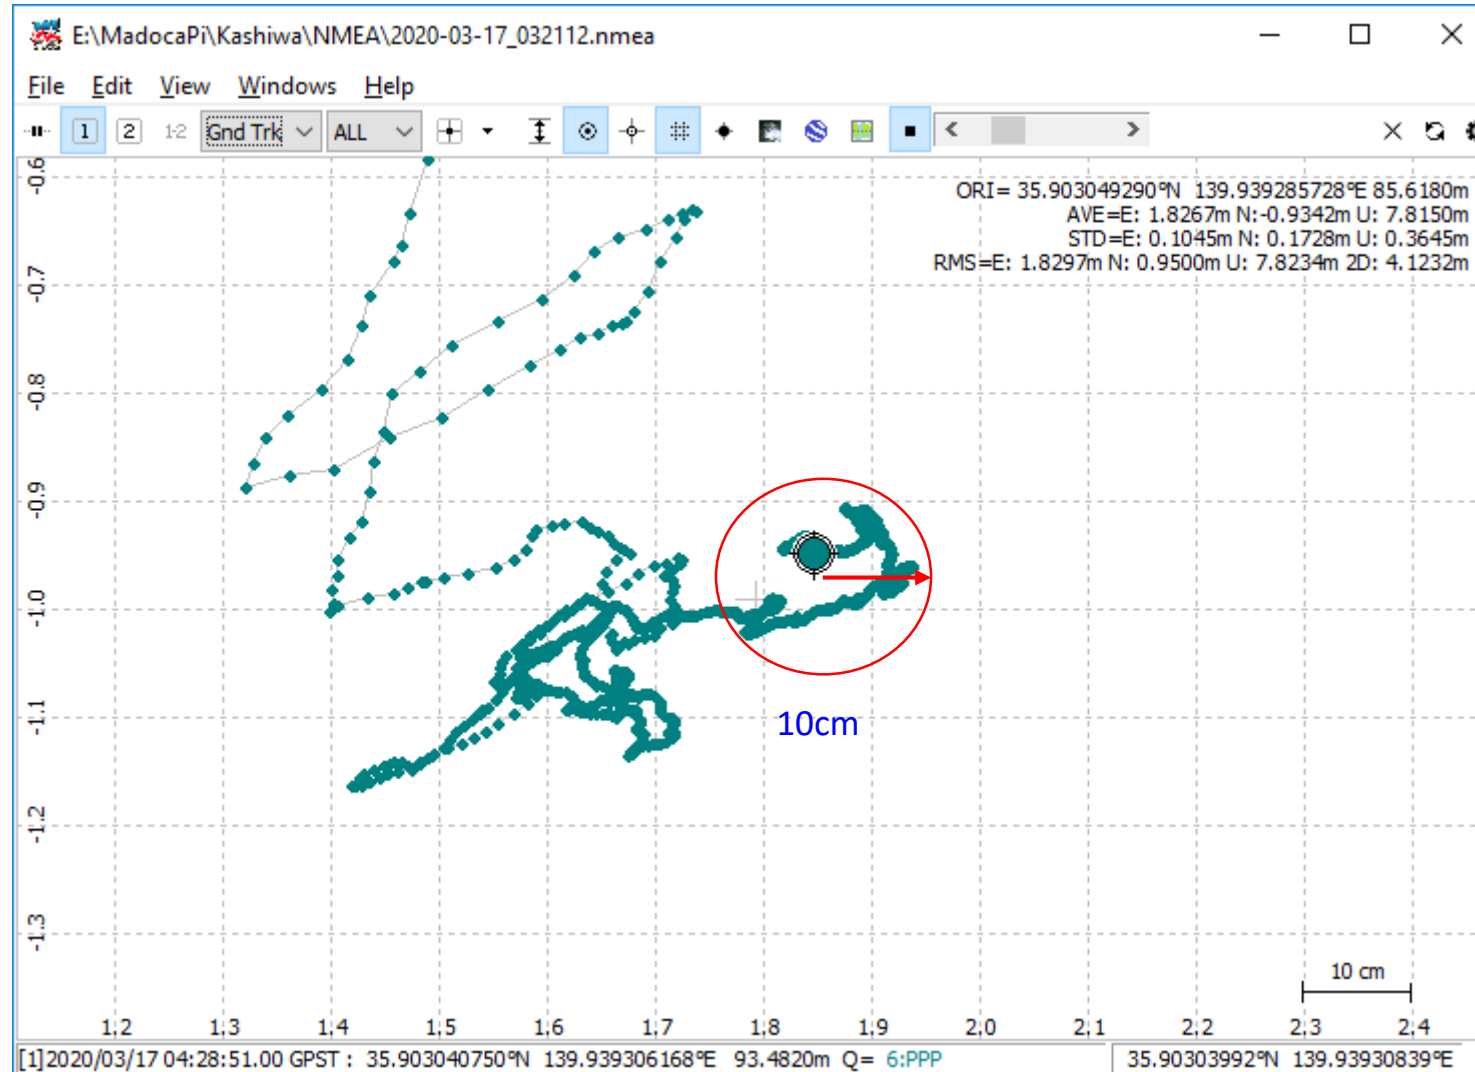 E:\MadocaPi\Kashiwa\NMEA\2020-03-17_032112.nmea
File Edit View Windows Help
1 2 1-2 Gnd Trk ALL
ORI= 35.903049290°N 139.939285728°E 85.6180m
AVE=E: 1.8267m N:-0.9342m U: 7.8150m
STD=E: 0.1045m N: 0.1728m U: 0.3645m
RMS=E: 1.8297m N: 0.9500m U: 7.8234m 2D: 4.1232m
-0.6
-0.7
-0.8
-0.9
-1.0
-1.1
-1.2
-1.3
10cm
10 cm
1.2 1.3 1.4 1.5 1.6 1.7 1.8 1.9 2.0 2.1 2.2 2.3 2.4
[1]2020/03/17 04:28:51.00 GPST : 35.903040750°N 139.939306168°E 93.4820m Q= 6:PPP 35.90303992°N 139.93930839°E